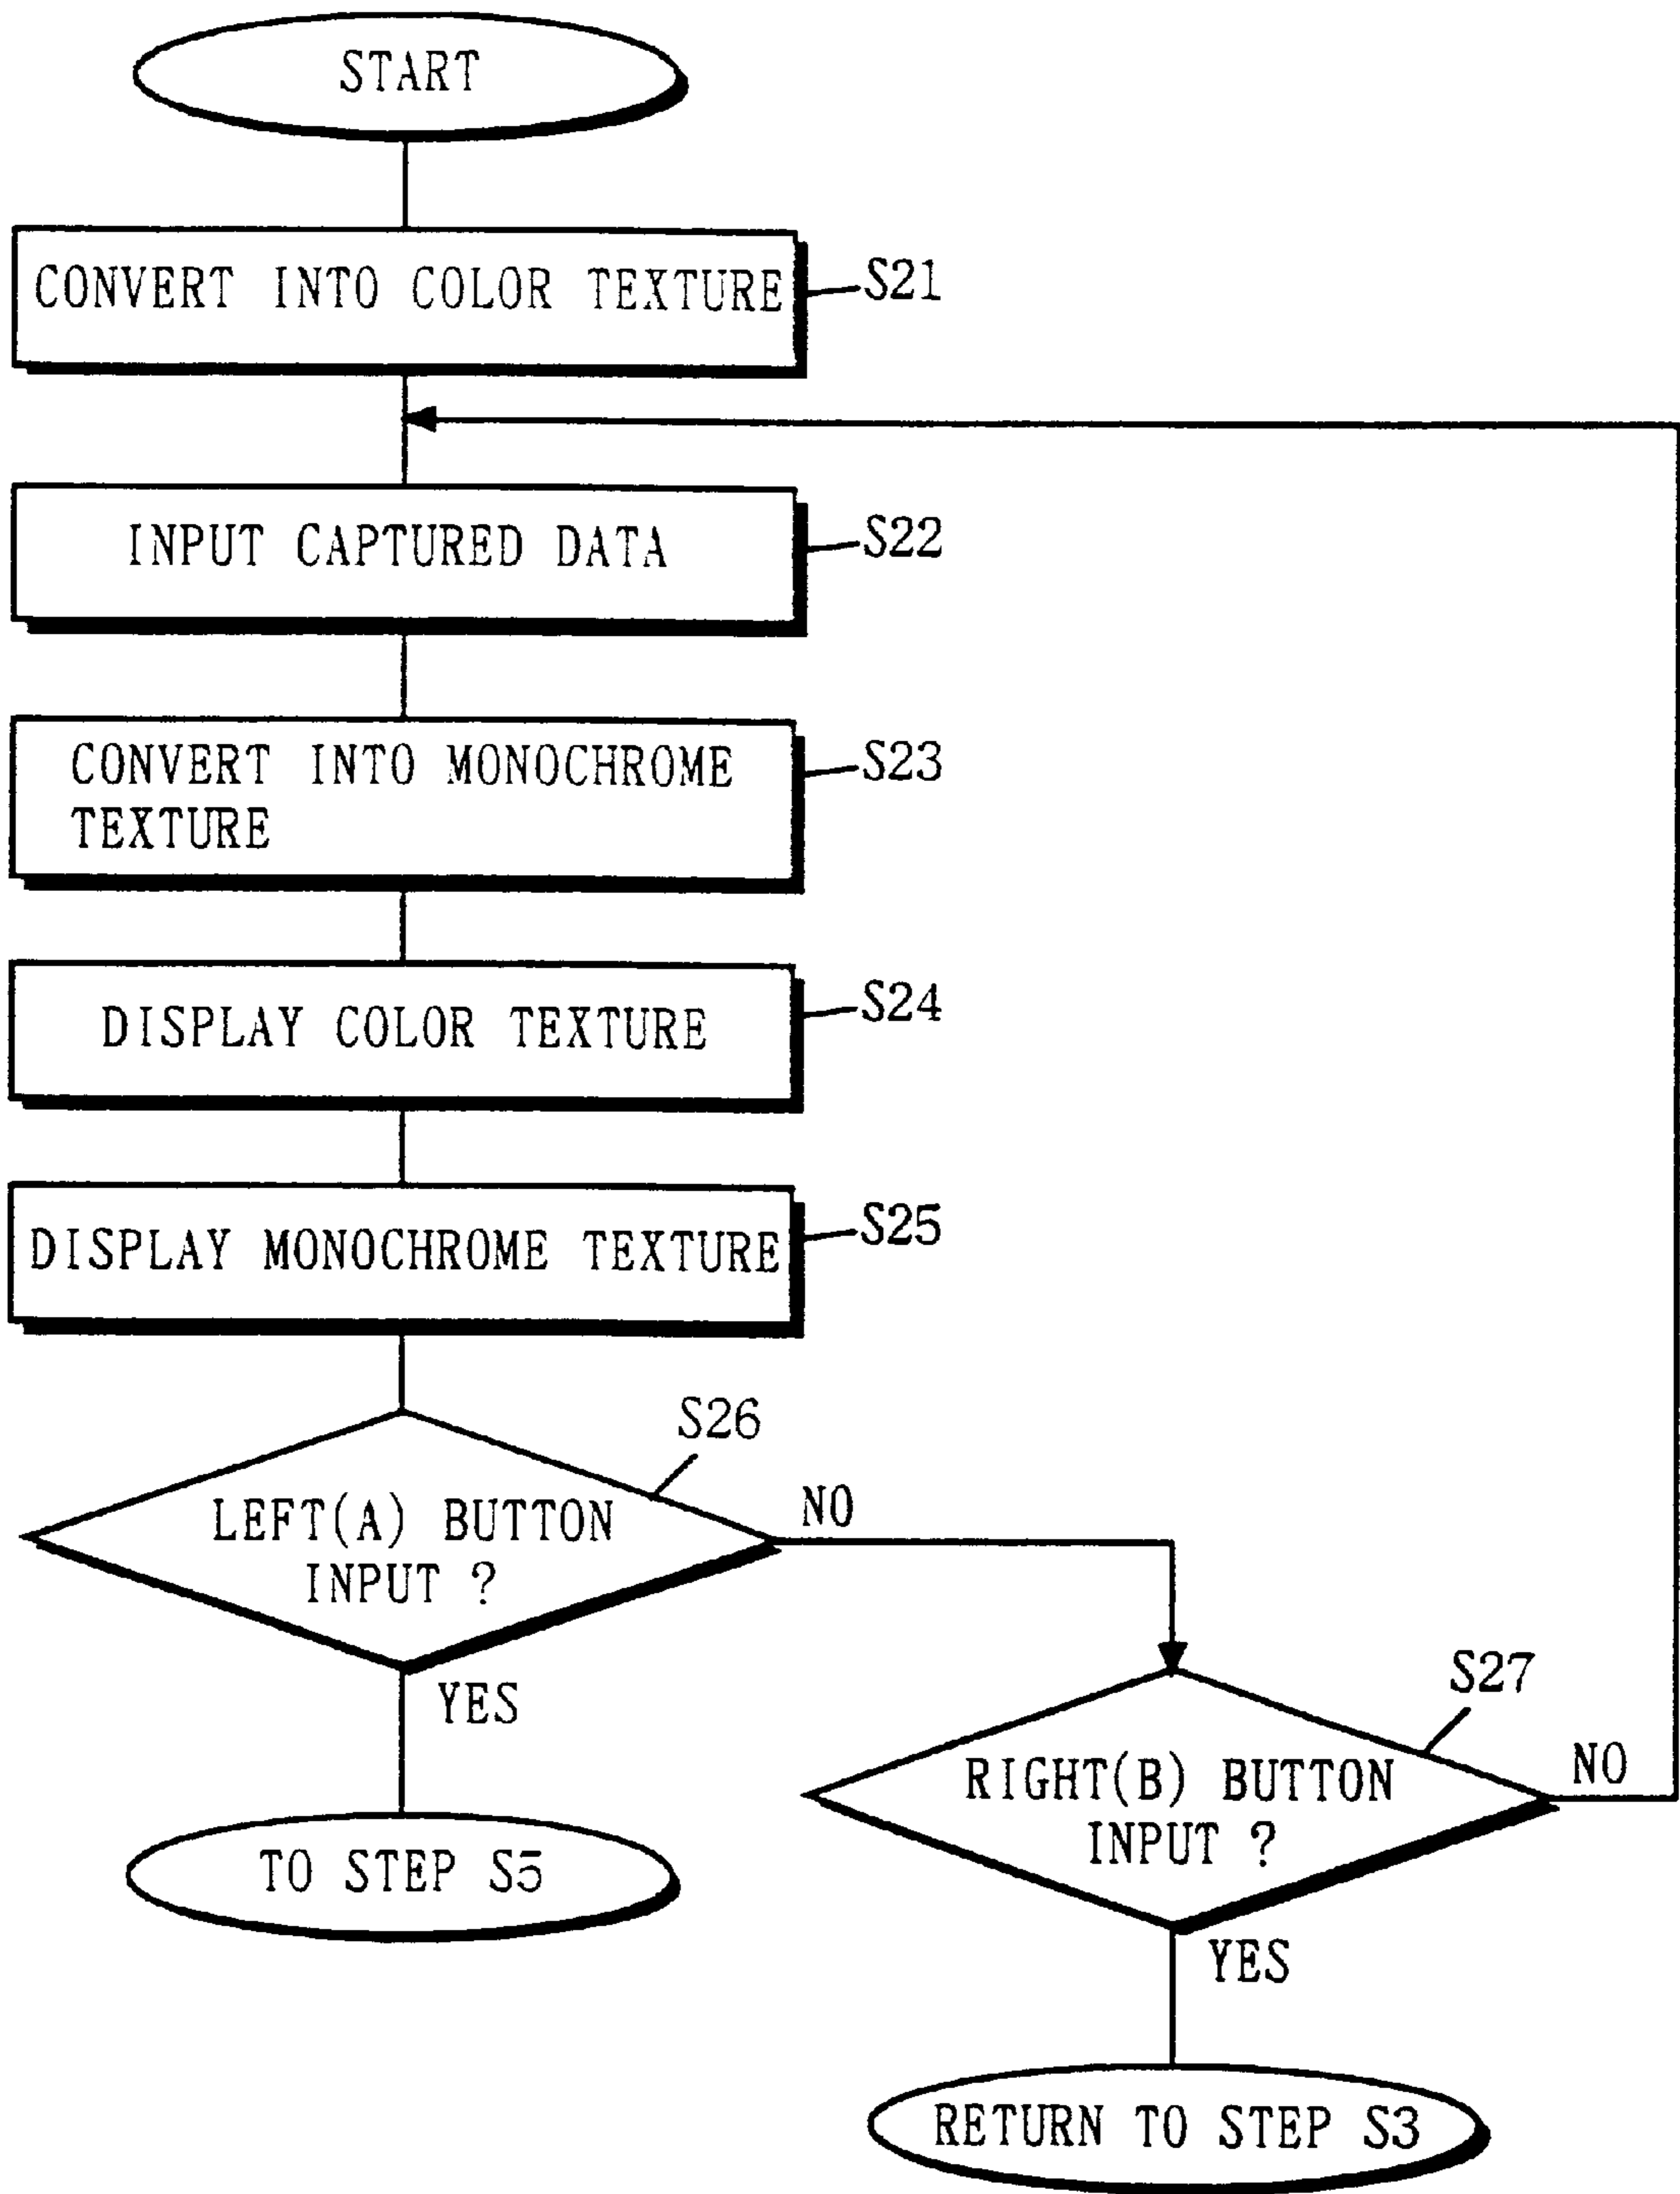 START
CONVERT INTO COLOR TEXTURE
S21
INPUT CAPTURED DATA
S22
CONVERT INTO MONOCHROME
TEXTURE
S23
DISPLAY COLOR TEXTURE
S24
DISPLAY MONOCHROME TEXTURE
S25
S26
LEFT(A) BUTTON
INPUT ?
NO
YES
TO STEP S5
S27
RIGHT(B) BUTTON
INPUT ?
NO
YES
RETURN TO STEP S3